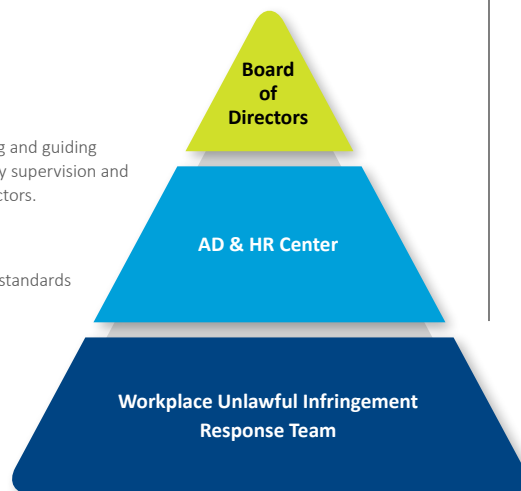 Board
of
Directors
g and guiding
y supervision and
ctors.
AD & HR Center
standards
Workplace Unlawful Infringement
Response Team